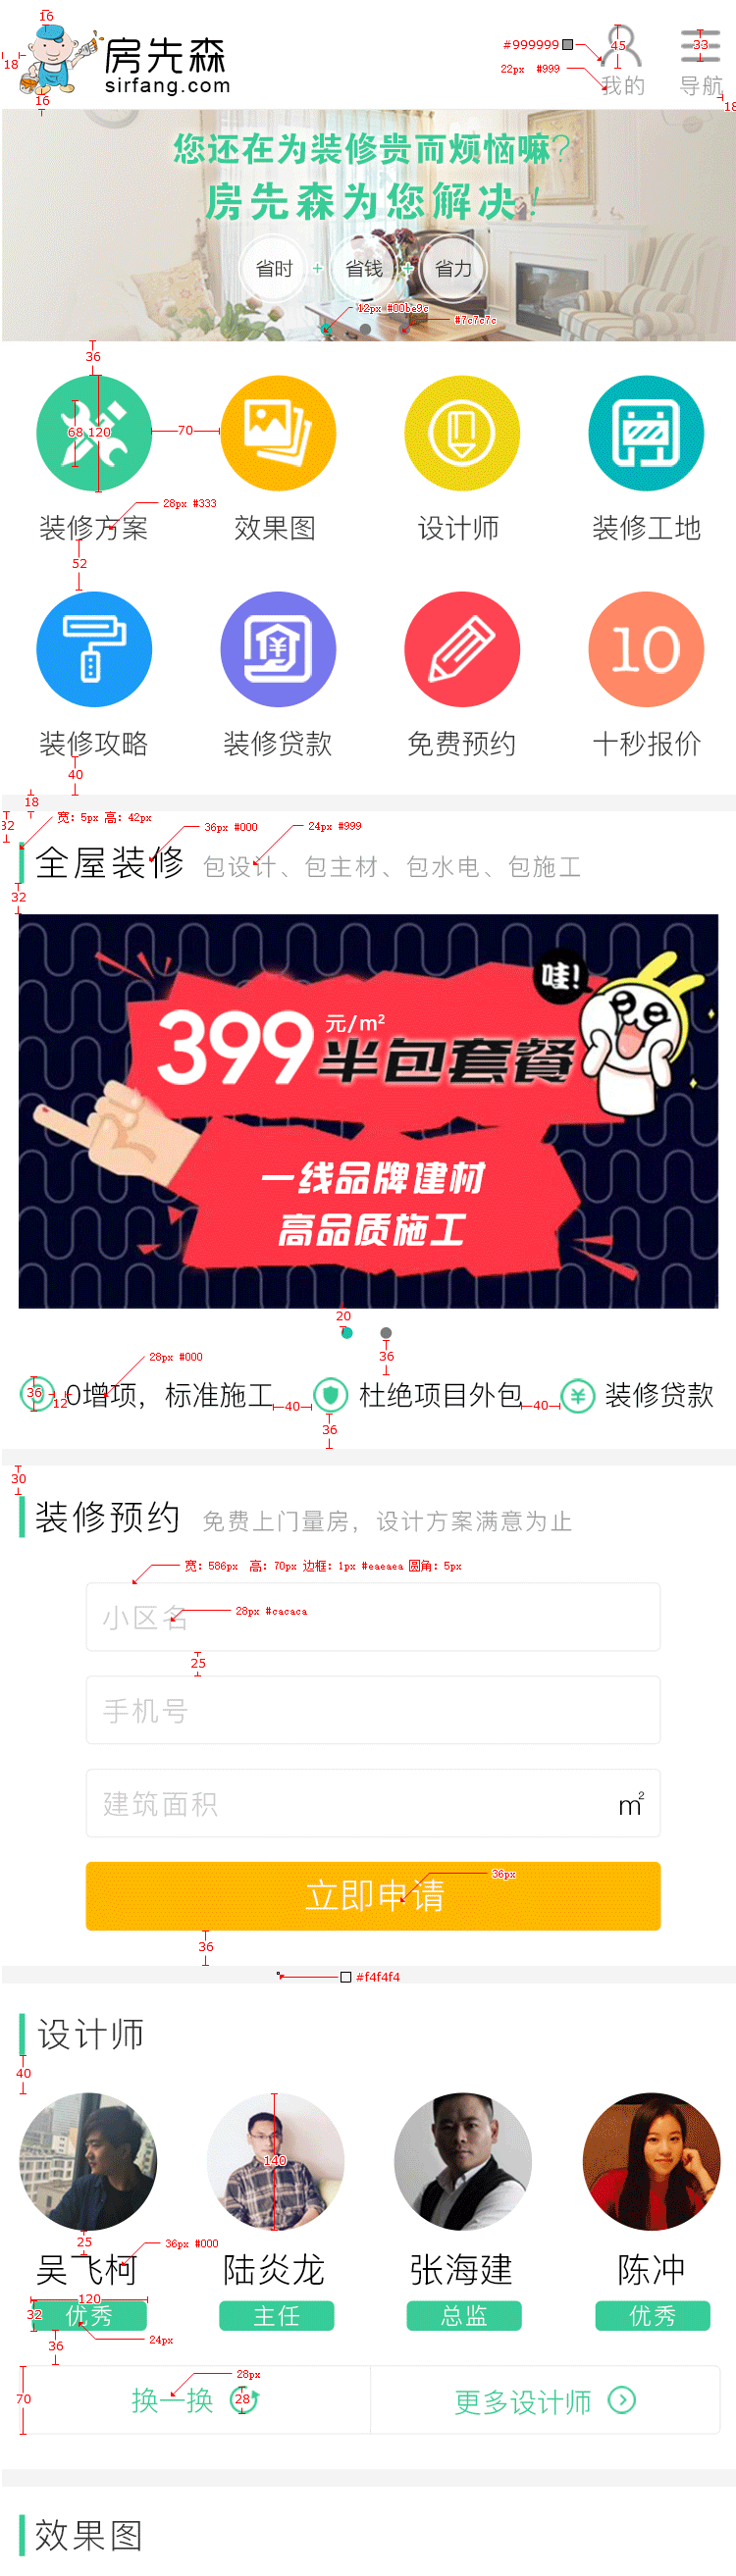 16
18
房先森
sirfang.com
16
#999999
45
33
22px #999
我的
导航
18
您还在为装修贵而烦恼嘛?
房先森为您解决!
省时 + 省钱 + 省力
12px #00be9c
#7c7c7c
36
68
120
70
28px #333
装修方案
效果图
设计师
装修工地
52
10
装修攻略
装修贷款
免费预约
十秒报价
40
18
32
宽: 5px 高: 42px
36px #000
24px #999
全屋装修
包设计、包主材、包水电、包施工
32
哇!
399
元/m²
半包套餐
一线品牌建材
高品质施工
20
36
28px #000
36
12
0增项, 标准施工
40
杜绝项目外包
40
装修贷款
36
30
装修预约
免费上门量房, 设计方案满意为止
宽: 586px 高: 70px 边框: 1px #eaeaea 圆角: 5px
小区名
28px #cacaca
25
手机号
建筑面积
m²
立即申请
36px
36
#f4f4f4
设计师
40
140
25
36px #000
吴飞柯
陆炎龙
张海建
陈冲
120
32
优秀
主任
总监
优秀
24px
36
28px
70
换一换
28
更多设计师
效果图